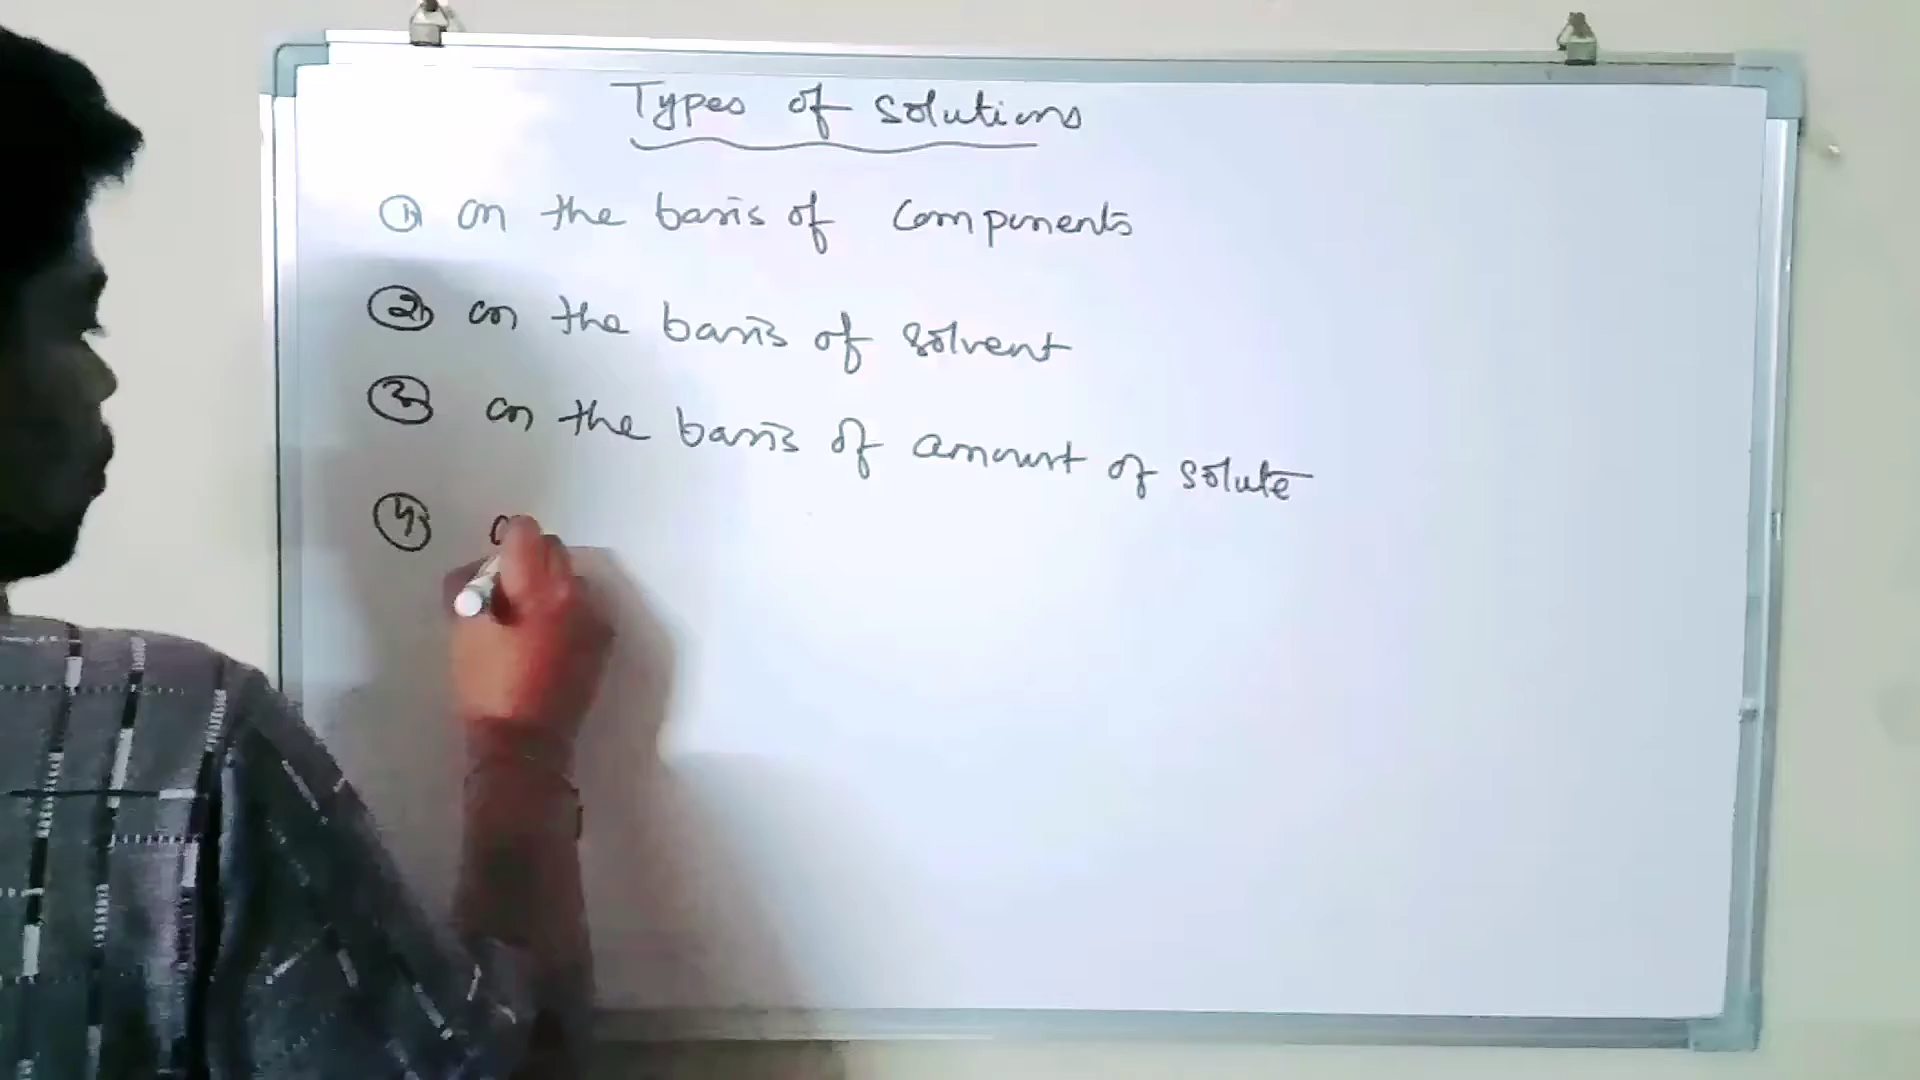 Types of solutions
① on the basis of components
② on the basis of solvent
③ on the basis of amount of solute
④ o